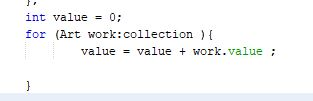 },
int value = 0;
for (Art work:collection ){
value = value + work.value ;
}